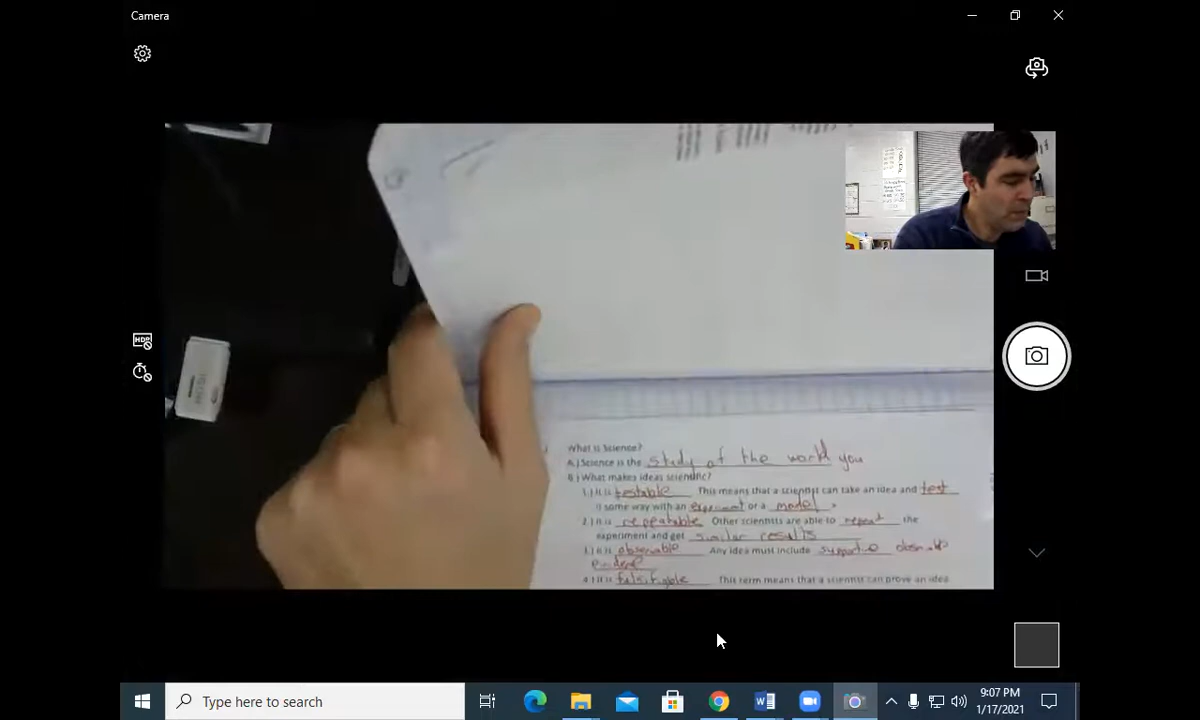 Camera
What is Science?
A.) Science is the study of the world you
B.) What makes ideas scientific?
1.) It is testable This means that a scientist can take an idea and test
it some way with an experiment or a model.
2.) It is repeatable Other scientists are able to repeat the
experiment and get similar results
3.) It is observable Any idea must include observable
4.) It is falsifiable This term means that a scientist can prove an idea
Type here to search
9:07 PM
1/17/2021